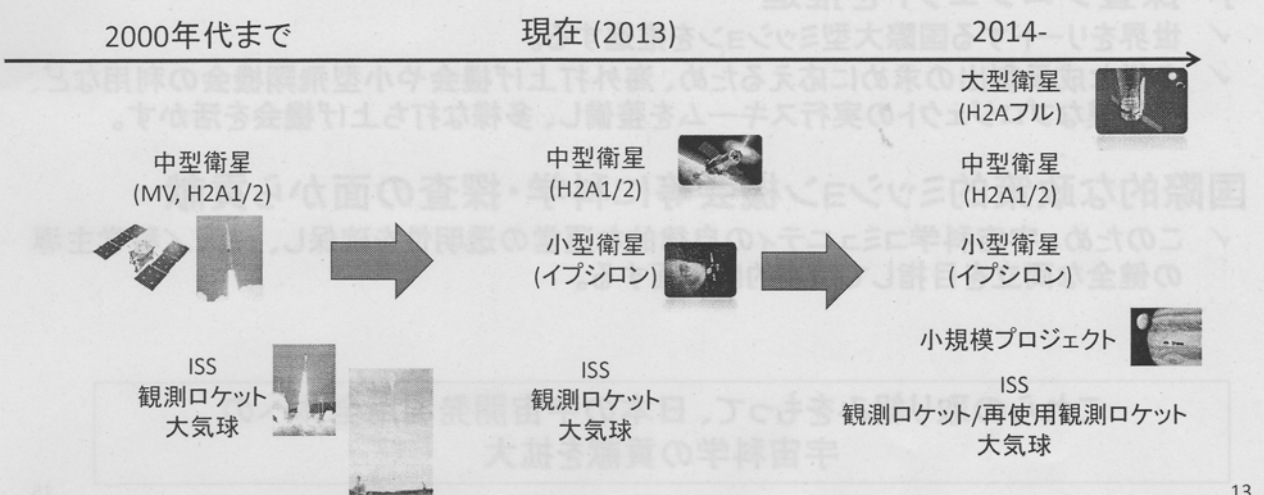 2000年代まで
現在 (2013)
2014-
大型衛星
(H2Aフル)
中型衛星
(MV, H2A1/2)
中型衛星
(H2A1/2)
中型衛星
(H2A1/2)
小型衛星
(イプシロン)
小型衛星
(イプシロン)
小規模プロジェクト
ISS
観測ロケット
大気球
ISS
観測ロケット
大気球
ISS
観測ロケット/再使用観測ロケット
大気球
13